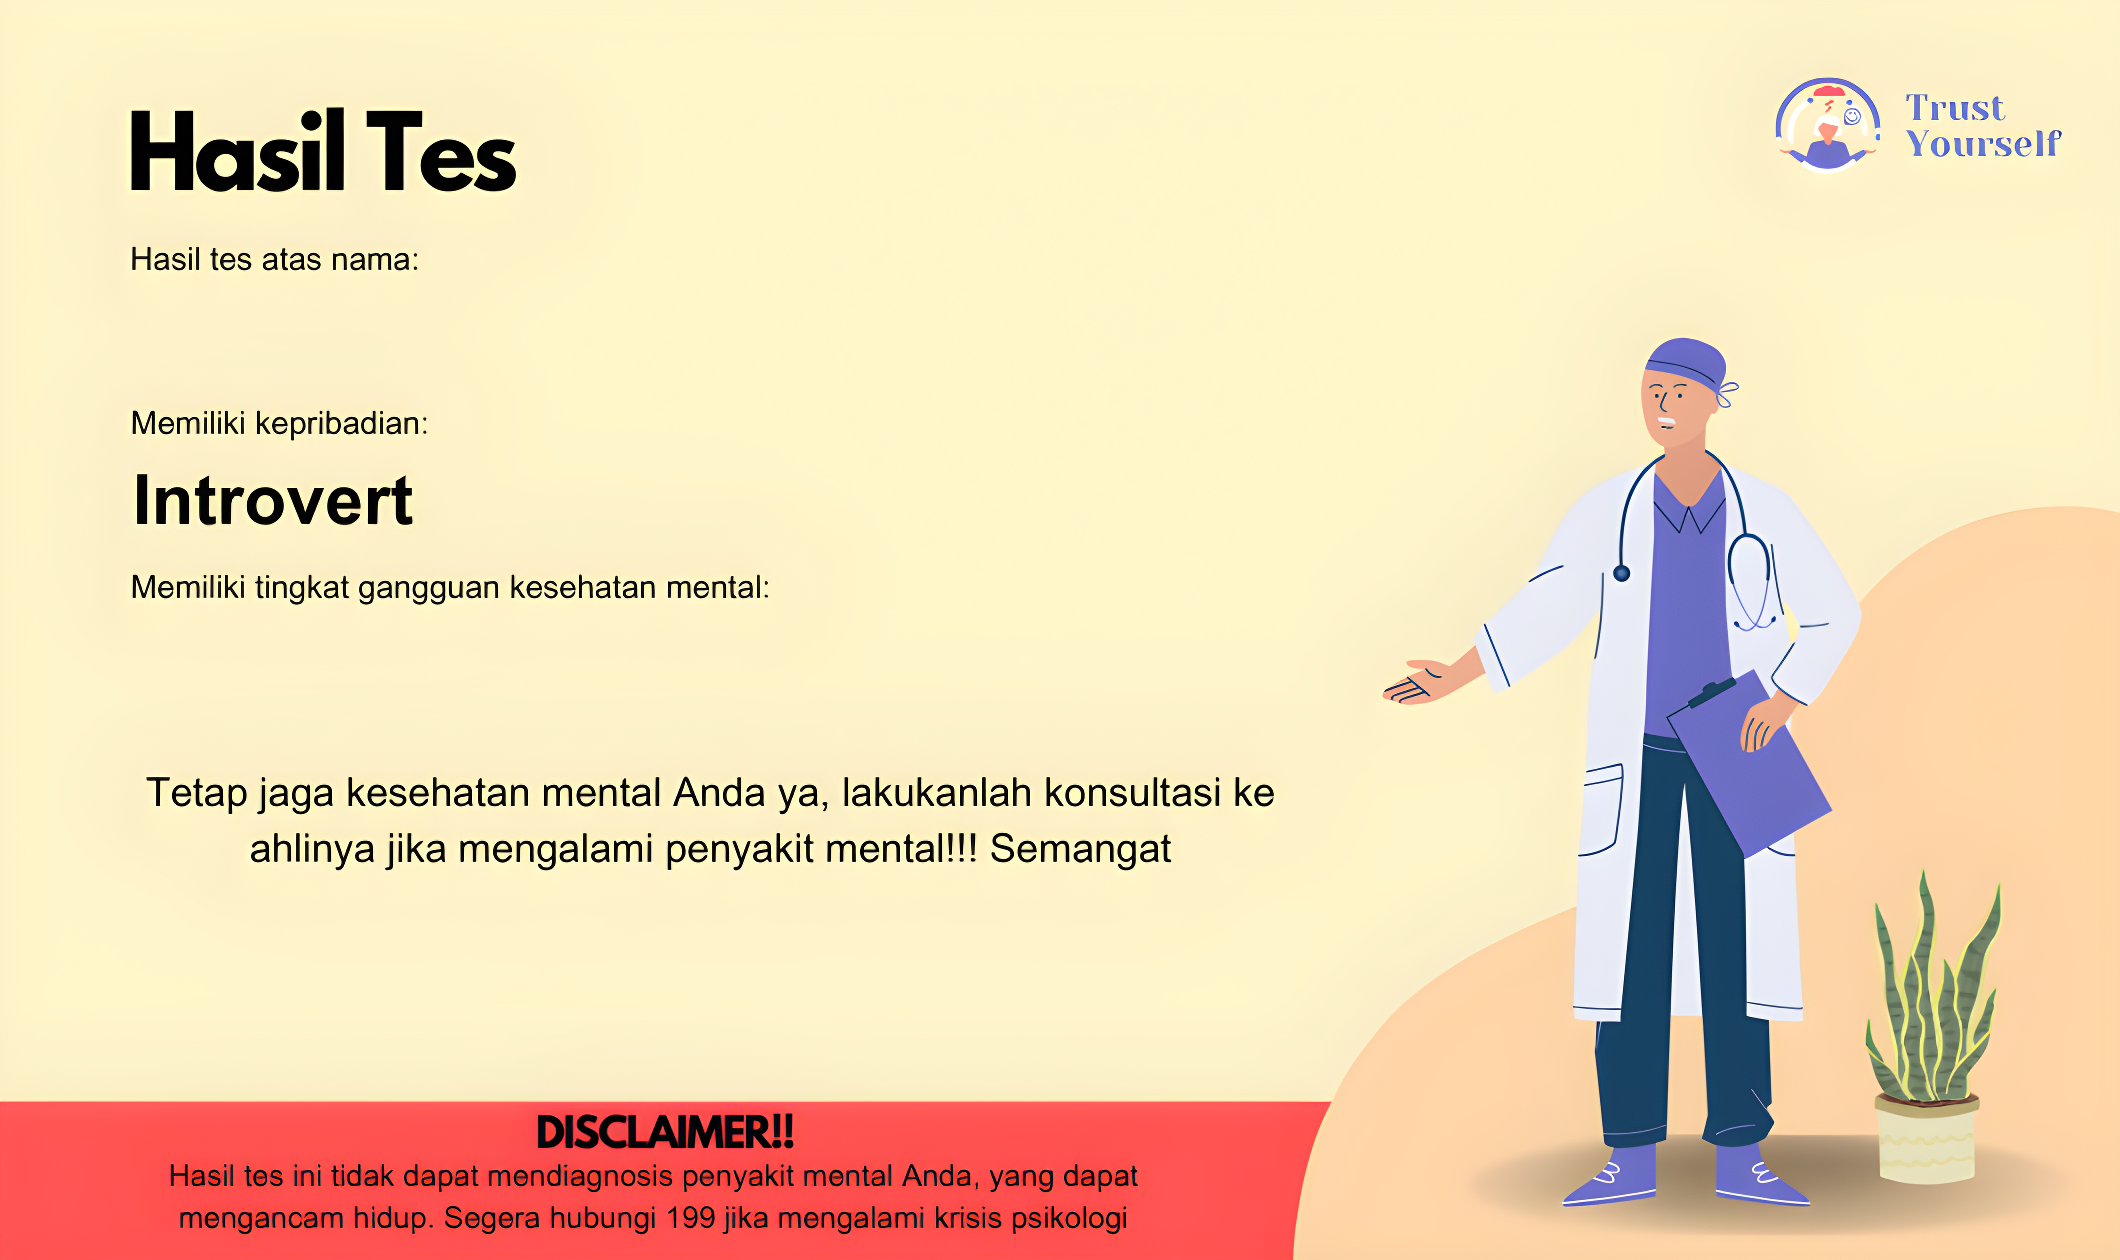 Hasil Tes
Trust
Yourself
Hasil tes atas nama:
Memiliki kepribadian:
Introvert
Memiliki tingkat gangguan kesehatan mental:
Tetap jaga kesehatan mental Anda ya, lakukanlah konsultasi ke
ahlinya jika mengalami penyakit mental!!! Semangat
DISCLAIMER!!
Hasil tes ini tidak dapat mendiagnosis penyakit mental Anda, yang dapat
mengancam hidup. Segera hubungi 199 jika mengalami krisis psikologi